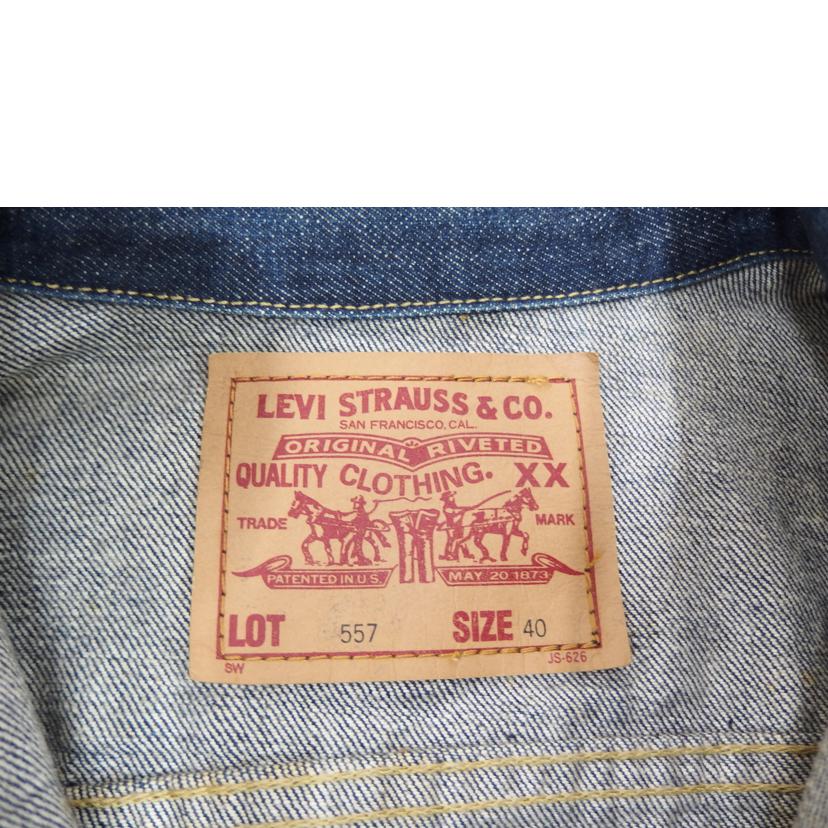 LEVI STRAUSS & CO.
SAN FRANCISCO, CAL.
ORIGINAL RIVETED
QUALITY CLOTHING. XX
TRADE MARK
PATENTED IN U.S. MAY 20 1873
LOT 557 SIZE 40
SW JS-626